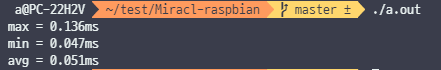 a@PC-22H2V ~/test/Miracl-raspbian master ± ./a.out
max = 0.136ms
min = 0.047ms
avg = 0.051ms